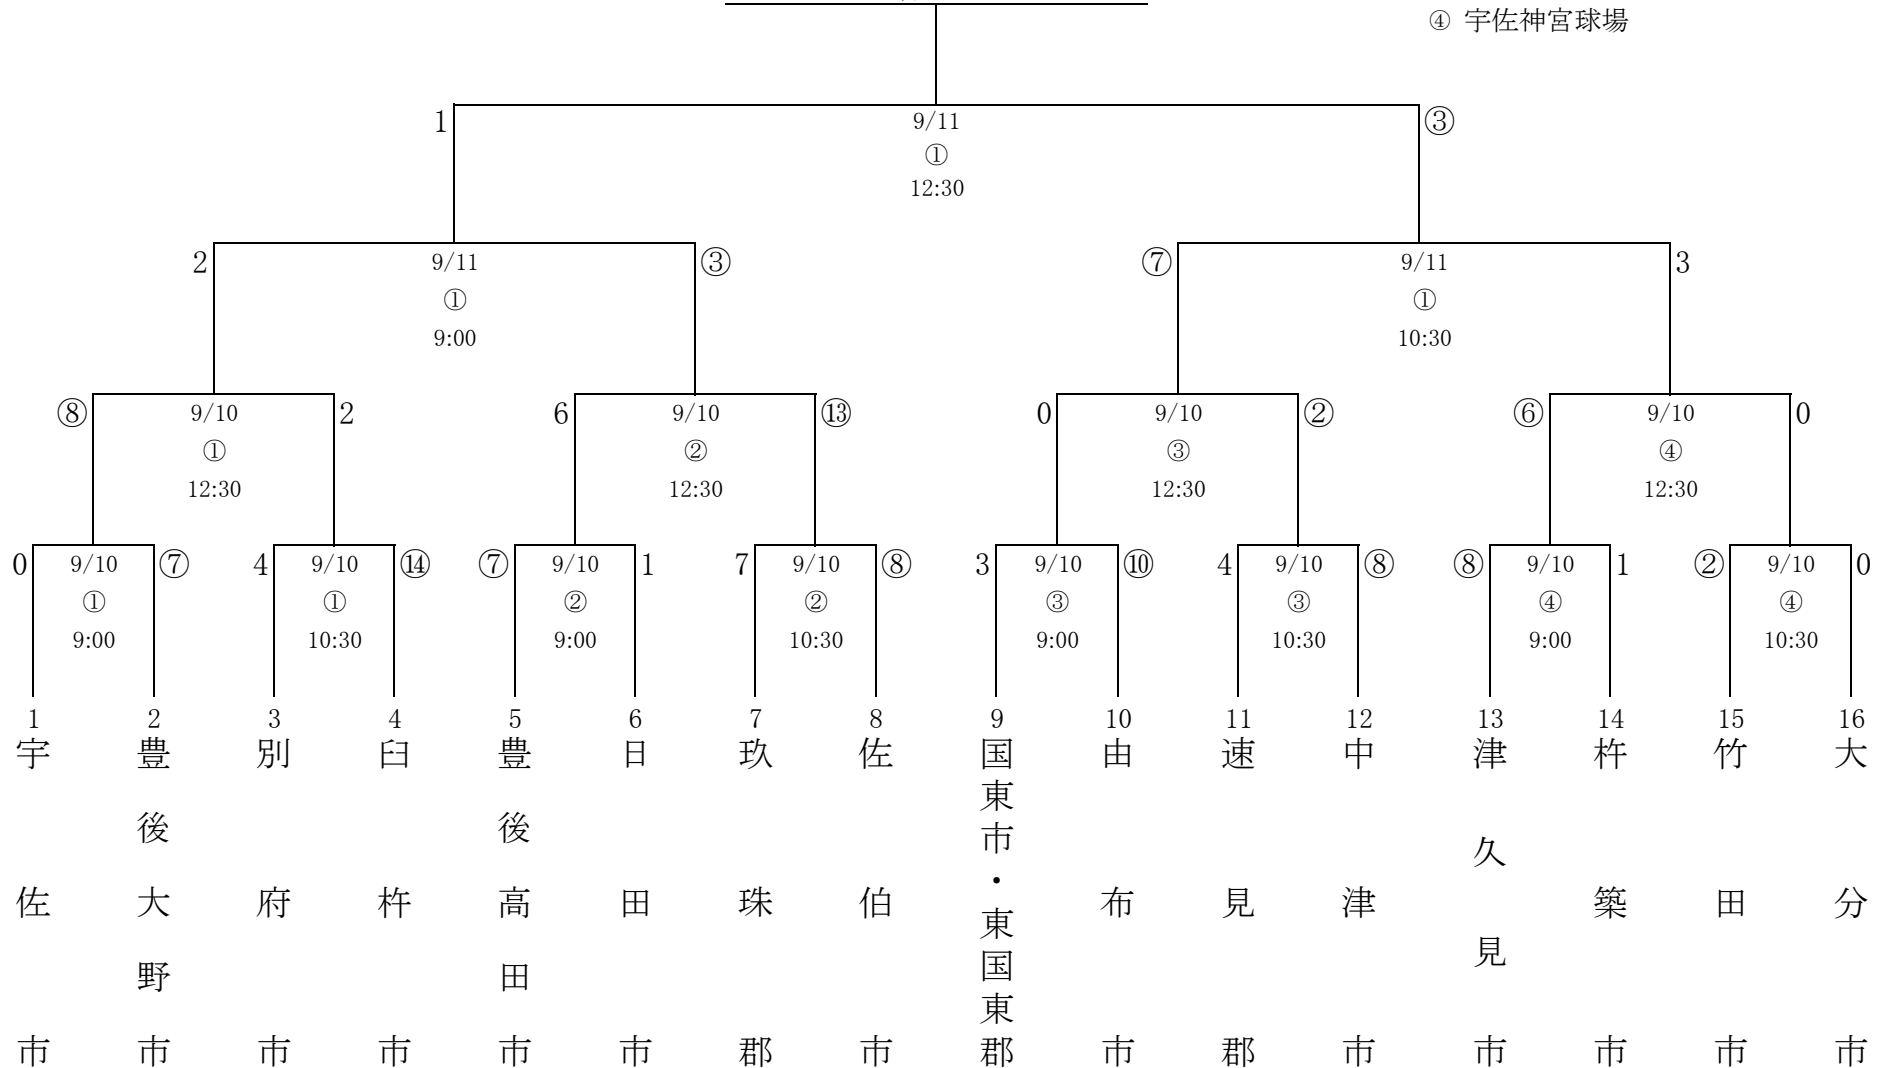 ④ 宇佐神宮球場
1 9/11 ③
①
12:30
2 9/11 ③ ⑦ 9/11 3
① ①
9:00 10:30
⑧ 9/10 2 6 9/10 ⑬ 0 9/10 ② ⑥ 9/10 0
① ② ③ ④
12:30 12:30 12:30 12:30
0 9/10 ⑦ 4 9/10 ⑭ ⑦ 9/10 1 7 9/10 ⑧ 3 9/10 ⑩ 4 9/10 ⑧ ⑧ 9/10 1 ② 9/10 0
① ① ② ② ③ ③ ④ ④
9:00 10:30 9:00 10:30 9:00 10:30 9:00 10:30
1 2 3 4 5 6 7 8 9 10 11 12 13 14 15 16
宇佐市
豊後大野市
別府市
臼杵市
豊後高田市
日田市
玖珠郡
佐伯市
国東市・東国東郡
由布市
速見郡
中津市
津久見市
杵築市
竹田市
大分市